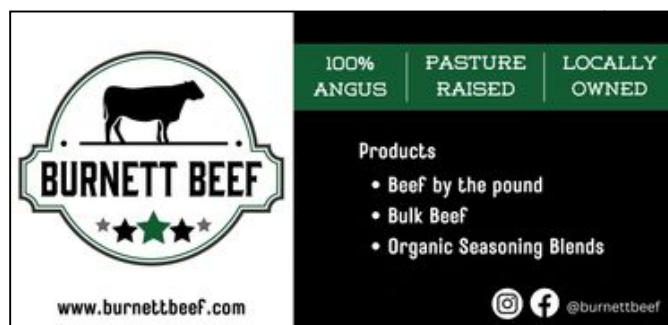 BURNETT BEEF
www.burnettbeef.com
100%
ANGUS
PASTURE
RAISED
LOCALLY
OWNED
Products
• Beef by the pound
• Bulk Beef
• Organic Seasoning Blends
@burnettbeef